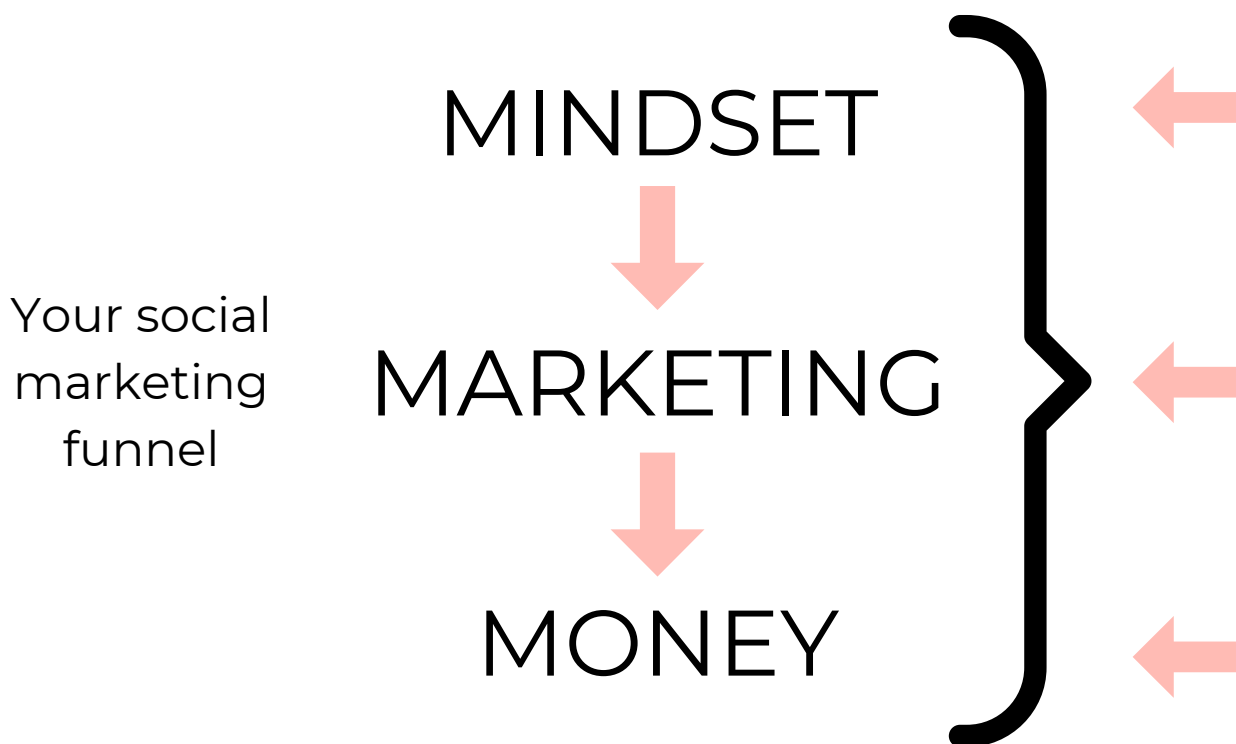 MINDSET
Your social
marketing
funnel
MARKETING
MONEY